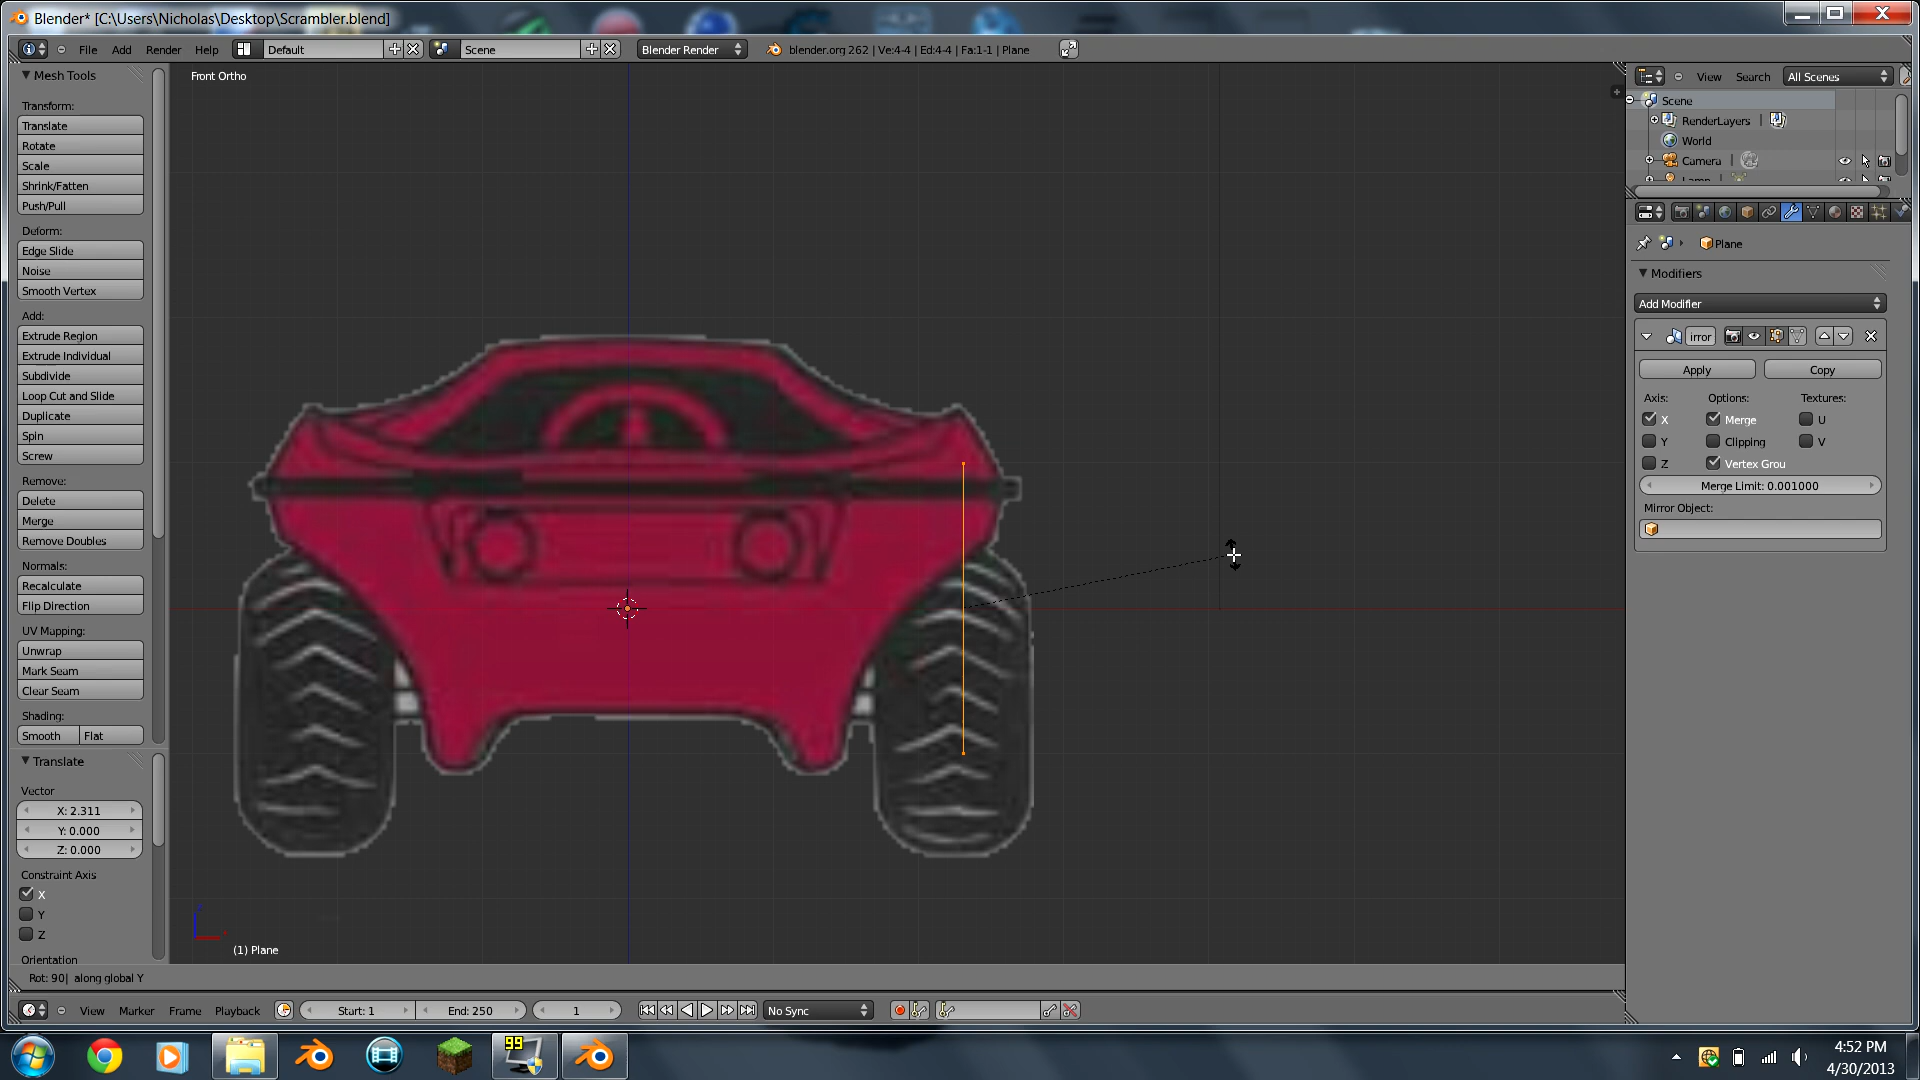 Blender* [C:\Users\Nicholas\Desktop\Scrambler.blend]
File Add Render Help Default Scene Blender Render blender.org 262 | Ve:4-4 | Ed:4-4 | Fa:1-1 | Plane
Mesh Tools
Transform:
Translate
Rotate
Scale
Shrink/Fatten
Push/Pull
Deform:
Edge Slide
Noise
Smooth Vertex
Add:
Extrude Region
Extrude Individual
Subdivide
Loop Cut and Slide
Duplicate
Spin
Screw
Remove:
Delete
Merge
Remove Doubles
Normals:
Recalculate
Flip Direction
UV Mapping:
Unwrap
Mark Seam
Clear Seam
Shading:
Smooth Flat
Translate
Vector
X: 2.311
Y: 0.000
Z: 0.000
Constraint Axis
X
Y
Z
Orientation
Front Ortho
(1) Plane
Rot: 90| along global Y
View Search All Scenes
Scene
RenderLayers |
World
Camera |
Plane
Modifiers
Add Modifier
irror
Apply Copy
Axis: Options: Textures:
X Merge U
Y Clipping V
Z Vertex Grou
Merge Limit: 0.001000
Mirror Object:
View Marker Frame Playback Start: 1 End: 250 1 No Sync
99
4:52 PM
4/30/2013